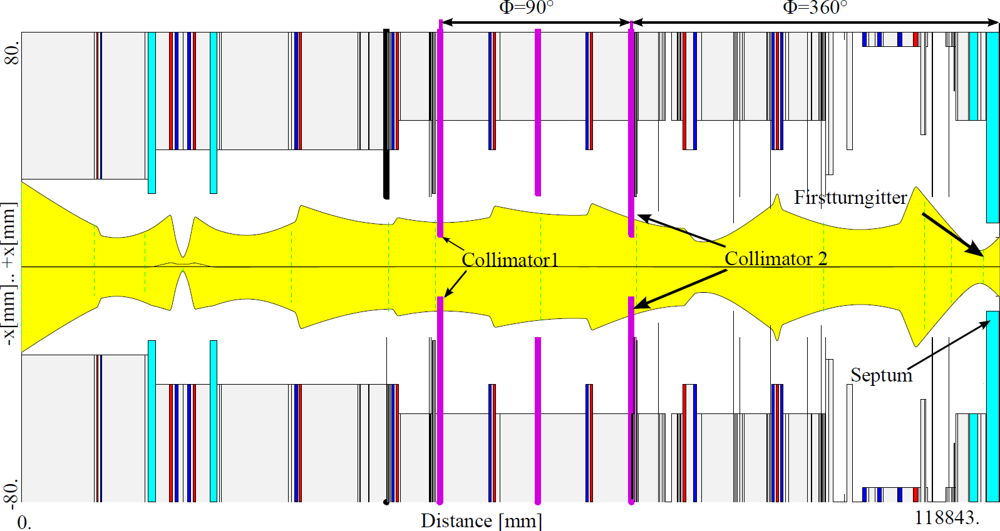 Φ=90°
Φ=360°
80.
-x[mm].. +x[mm]
-80.
Firstturngitter
Collimator1
Collimator 2
Septum
0.
Distance [mm]
118843.